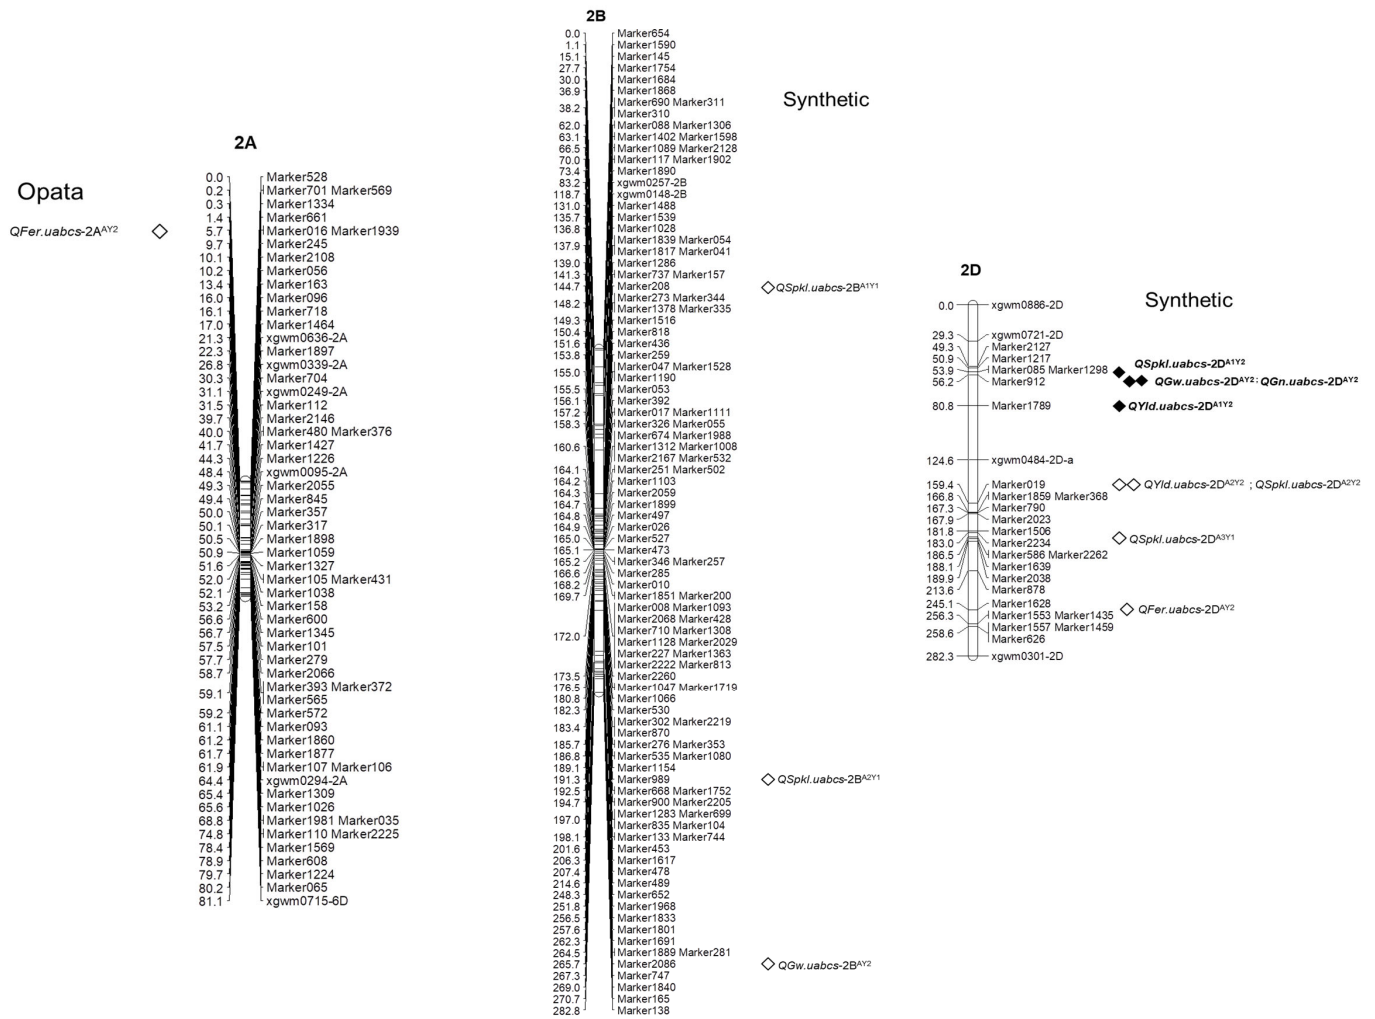 Opata
QFer.uabcs-2A^AY2
2A
0.0 Marker528
0.2 Marker701 Marker569
0.3 Marker1334
1.4 Marker661
5.7 Marker016 Marker1939
9.7 Marker245
10.1 Marker2108
10.2 Marker056
13.4 Marker163
16.0 Marker096
16.1 Marker718
17.0 Marker1464
21.3 xgwm0636-2A
22.3 Marker1897
26.8 xgwm0339-2A
30.3 Marker704
31.1 xgwm0249-2A
31.5 Marker112
39.7 Marker2146
40.0 Marker480 Marker376
41.7 Marker1427
44.3 Marker1226
48.4 xgwm0095-2A
49.3 Marker2055
49.4 Marker845
50.0 Marker357
50.1 Marker317
50.5 Marker1898
50.9 Marker1059
51.6 Marker1327
52.0 Marker105 Marker431
52.1 Marker1038
53.2 Marker158
56.6 Marker600
56.7 Marker1345
57.5 Marker101
57.7 Marker279
58.7 Marker2066
59.1 Marker393 Marker372
Marker565
59.2 Marker572
61.1 Marker093
61.2 Marker1860
61.7 Marker1877
61.9 Marker107 Marker106
64.4 xgwm0294-2A
65.4 Marker1309
65.6 Marker1026
68.8 Marker1981 Marker035
74.8 Marker110 Marker2225
78.4 Marker1569
78.9 Marker608
79.7 Marker1224
80.2 Marker065
81.1 xgwm0715-6D
2B
Synthetic
0.0 Marker654
1.1 Marker1590
15.1 Marker145
27.7 Marker1754
30.0 Marker1684
36.9 Marker1868
38.2 Marker690 Marker311
Marker310
62.0 Marker088 Marker1306
63.1 Marker1402 Marker1598
66.5 Marker1089 Marker2128
70.0 Marker117 Marker1902
73.4 Marker1890
83.2 xgwm0257-2B
118.7 xgwm0148-2B
131.0 Marker1488
135.7 Marker1539
136.8 Marker1028
137.9 Marker1839 Marker054
Marker1817 Marker041
139.0 Marker1286
141.3 Marker737 Marker157
144.7 Marker208
148.2 Marker273 Marker344
Marker1378 Marker335
149.3 Marker1516
150.4 Marker818
151.6 Marker436
153.8 Marker259
155.0 Marker047 Marker1528
Marker1190
155.5 Marker053
156.1 Marker392
157.2 Marker017 Marker1111
158.3 Marker326 Marker055
160.6 Marker674 Marker1988
Marker1312 Marker1008
Marker2167 Marker532
164.1 Marker251 Marker502
164.2 Marker1103
164.3 Marker2059
164.7 Marker1899
164.8 Marker497
164.9 Marker026
165.0 Marker527
165.1 Marker473
165.2 Marker346 Marker257
166.6 Marker285
168.2 Marker010
169.7 Marker1851 Marker200
172.0 Marker008 Marker1093
Marker2068 Marker428
Marker710 Marker1308
Marker1128 Marker2029
Marker227 Marker1363
Marker2222 Marker813
173.5 Marker2260
176.5 Marker1047 Marker1719
180.8 Marker1066
182.3 Marker530
183.4 Marker302 Marker2219
Marker870
185.7 Marker276 Marker353
186.8 Marker535 Marker1080
189.1 Marker1154
191.3 Marker989
192.5 Marker668 Marker1752
194.7 Marker900 Marker2205
197.0 Marker1283 Marker699
Marker835 Marker104
198.1 Marker133 Marker744
201.6 Marker453
206.3 Marker1617
207.4 Marker478
214.6 Marker489
248.3 Marker652
251.8 Marker1968
256.5 Marker1833
257.6 Marker1801
262.3 Marker1691
264.5 Marker1889 Marker281
265.7 Marker2086
267.3 Marker747
269.0 Marker1840
270.7 Marker165
282.8 Marker138
QSpkl.uabcs-2B^A1Y1
QSpkl.uabcs-2B^A2Y1
QGw.uabcs-2B^AY2
2D
Synthetic
0.0 xgwm0886-2D
29.3 xgwm0721-2D
49.3 Marker2127
50.9 Marker1217
53.9 Marker085 Marker1298
56.2 Marker912
80.8 Marker1789
124.6 xgwm0484-2D-a
159.4 Marker019
166.8 Marker1859 Marker368
167.3 Marker790
167.9 Marker2023
181.8 Marker1506
183.0 Marker2234
186.5 Marker586 Marker2262
188.1 Marker1639
189.9 Marker2038
213.6 Marker878
245.1 Marker1628
256.3 Marker1553 Marker1435
258.6 Marker1557 Marker1459
Marker626
282.3 xgwm0301-2D
QSpkl.uabcs-2D^A1Y2
QGw.uabcs-2D^AY2; QGn.uabcs-2D^AY2
QYld.uabcs-2D^A1Y2
QYld.uabcs-2D^A2Y2 ; QSpkl.uabcs-2D^A2Y2
QSpkl.uabcs-2D^A3Y1
QFer.uabcs-2D^AY2